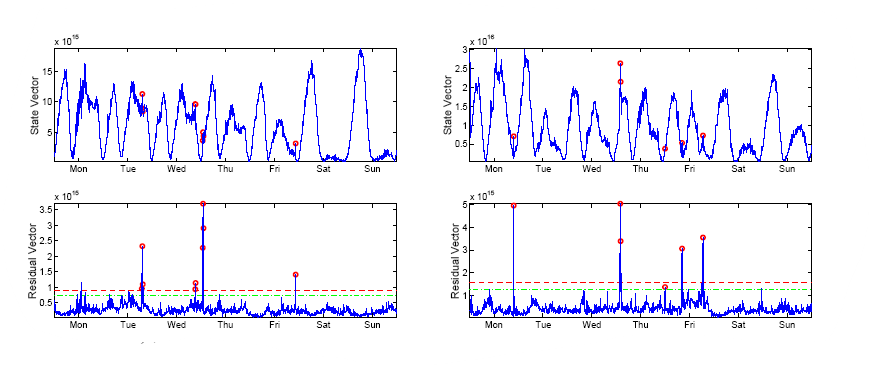 x 10^15
x 10^16
State Vector
15
10
5
Mon Tue Wed Thu Fri Sat Sun
State Vector
3
2.5
2
1.5
1
0.5
Mon Tue Wed Thu Fri Sat Sun
x 10^15
x 10^15
Residual Vector
3.5
3
2.5
2
1.5
1
0.5
Mon Tue Wed Thu Fri Sat Sun
Residual Vector
5
4
3
2
1
Mon Tue Wed Thu Fri Sat Sun